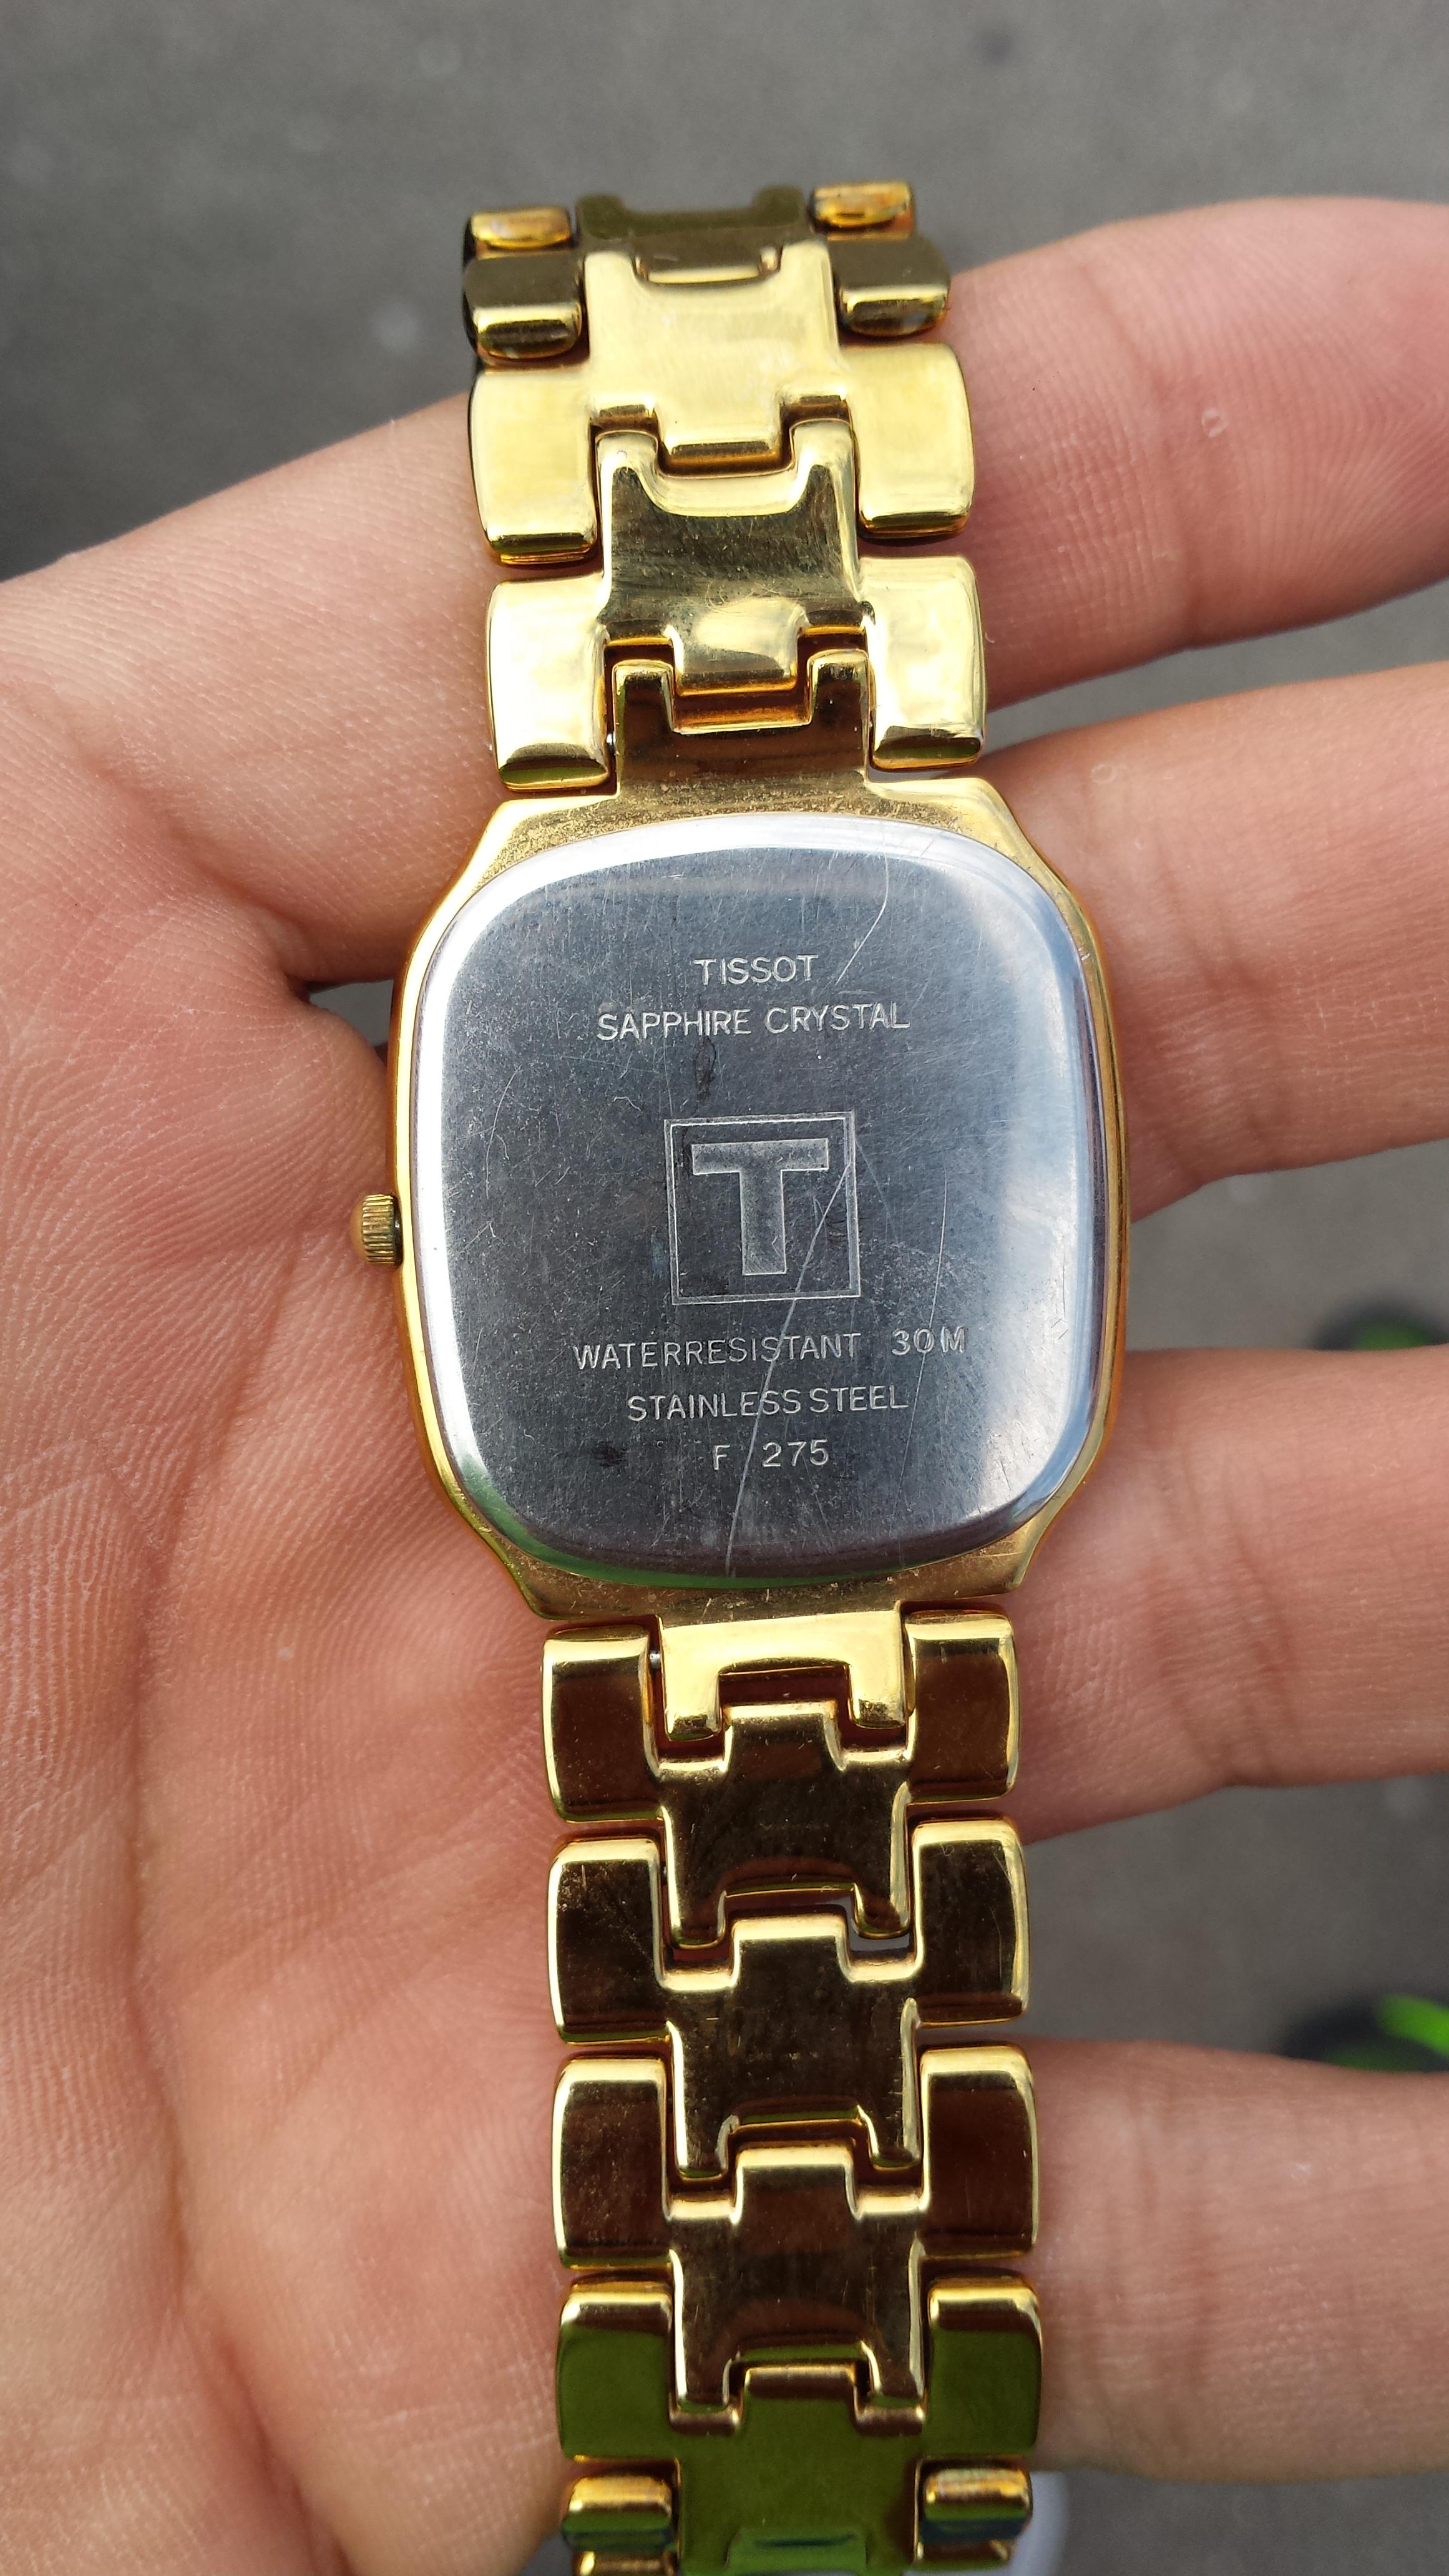 TISSOT
SAPPHIRE CRYSTAL
T
WATERRESISTANT 30M
STAINLESS STEEL
F 275